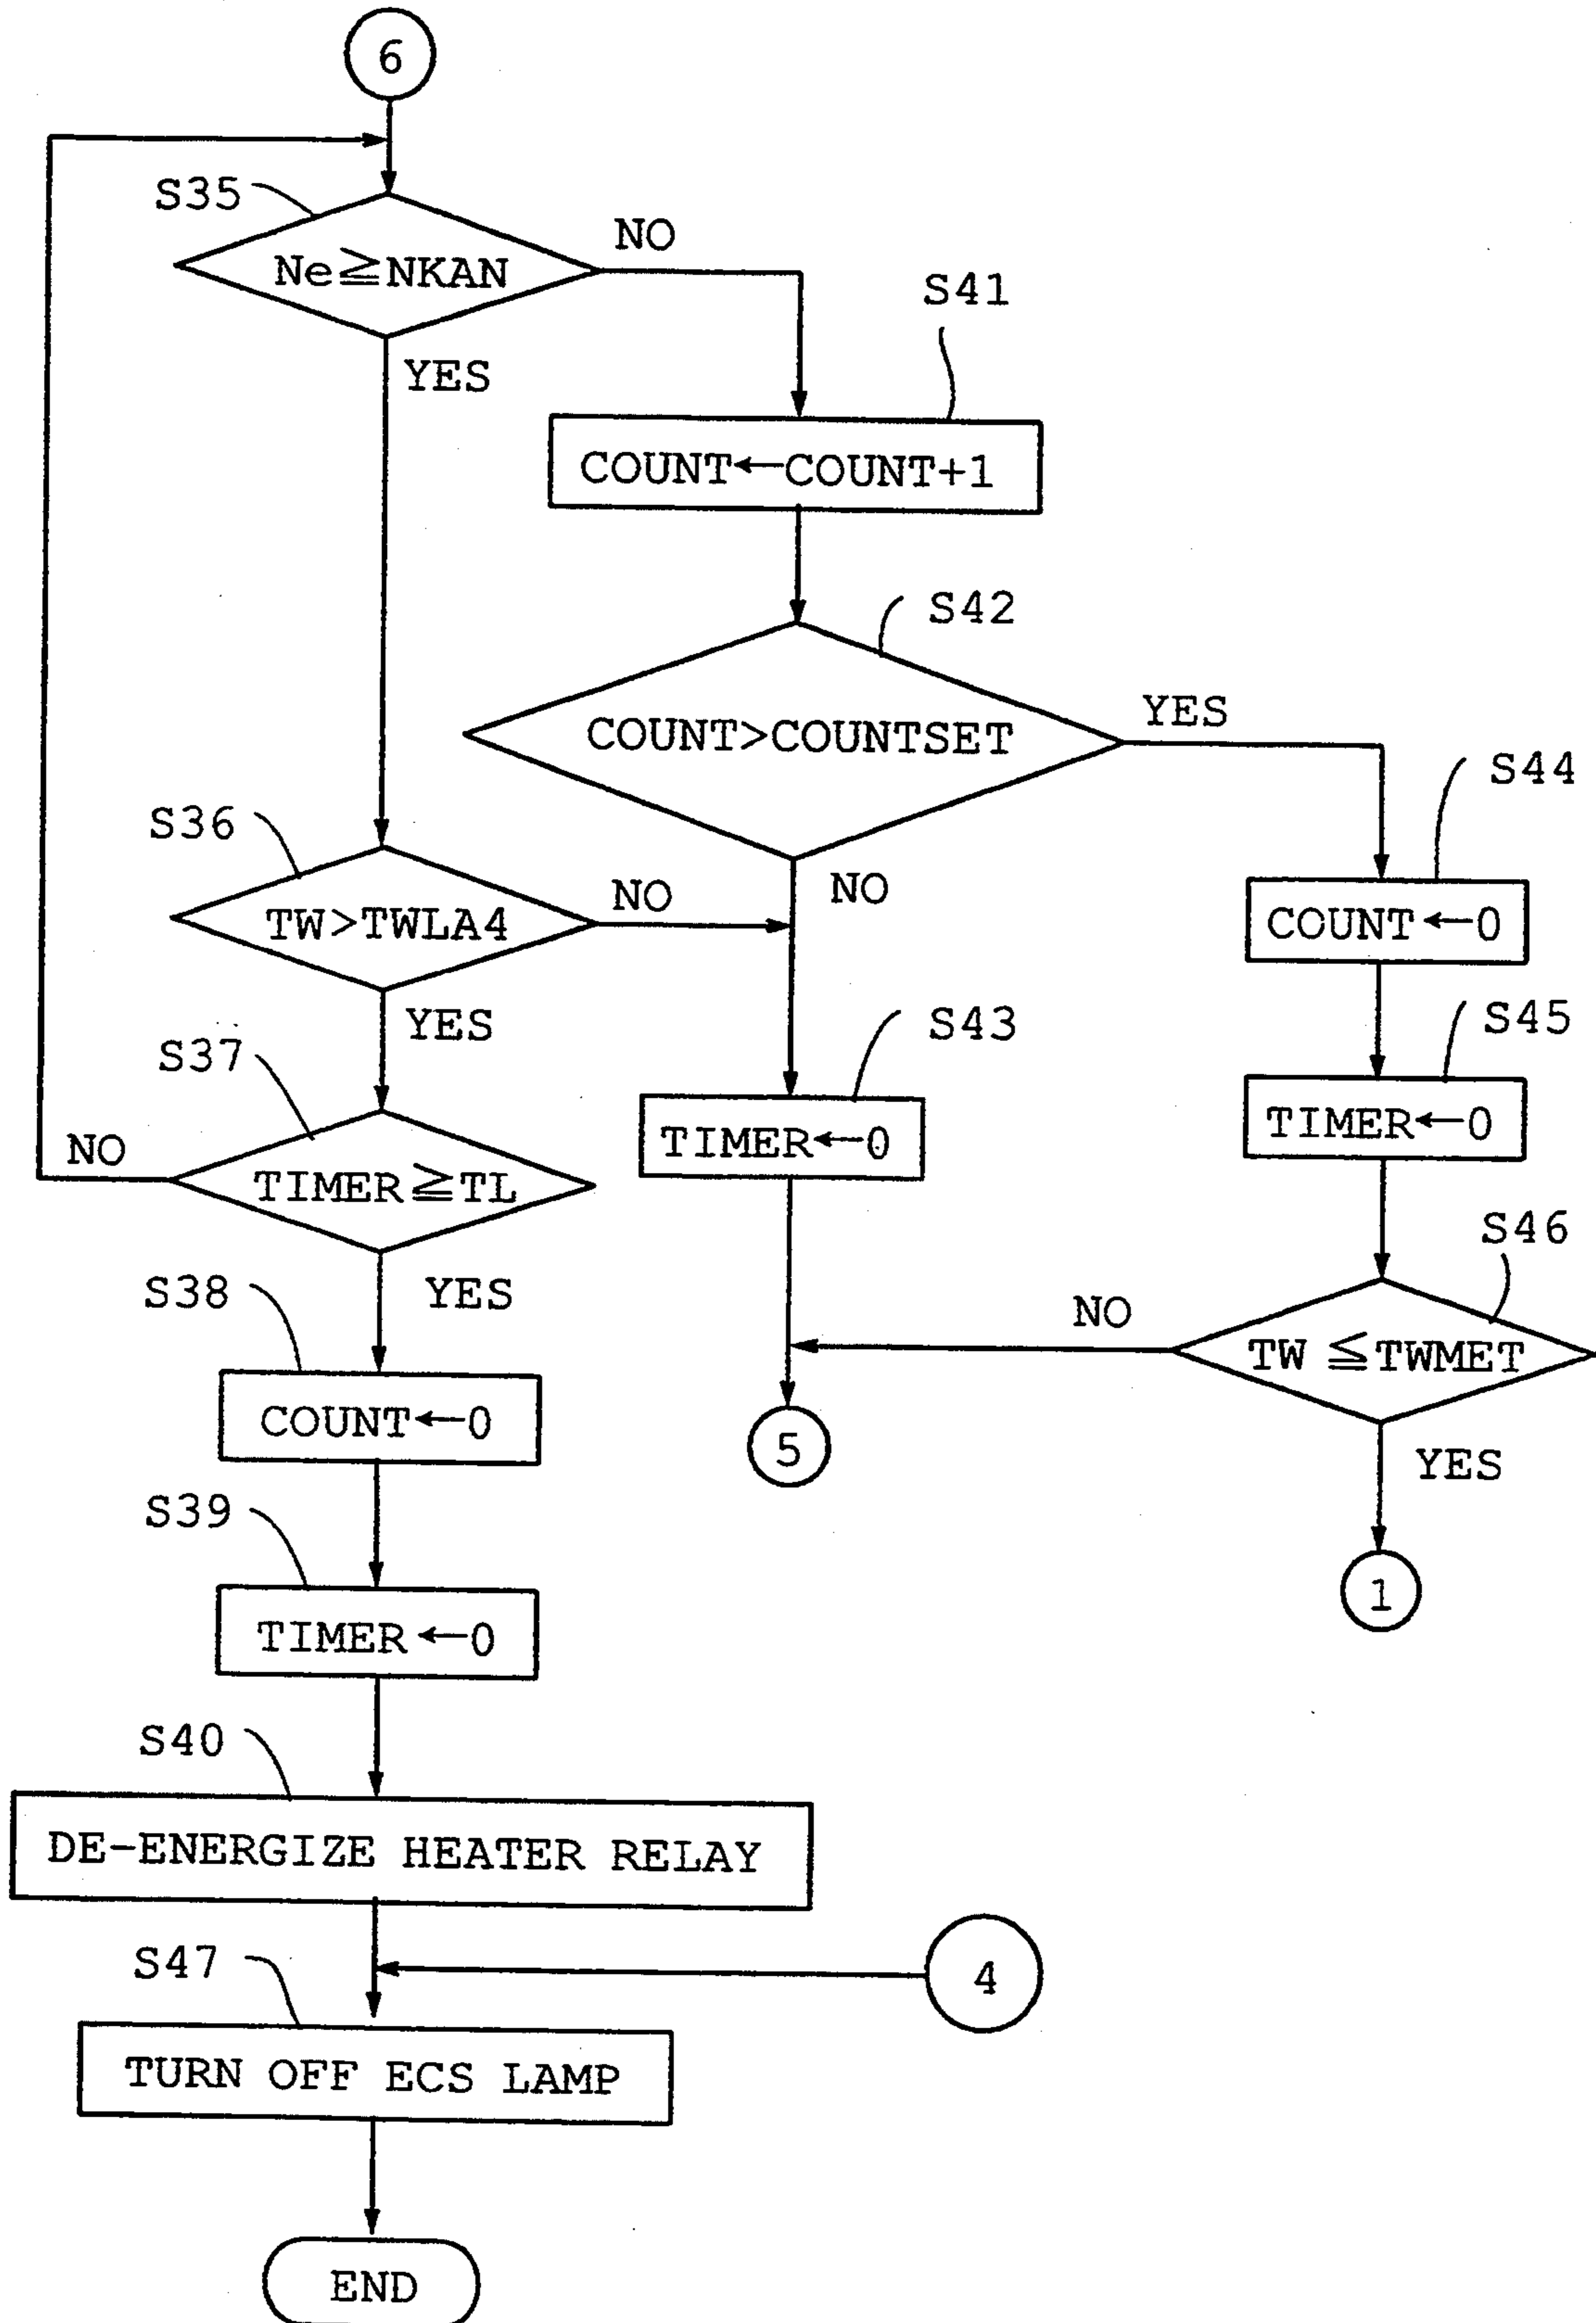 6
S35
Ne≧NKAN
NO
YES
S41
COUNT←COUNT+1
S42
COUNT>COUNTSET
YES
NO
S44
COUNT←0
S36
TW>TWLA4
NO
YES
S43
TIMER←0
S45
TIMER←0
S37
TIMER≧TL
NO
YES
S46
TW ≦TWMET
NO
YES
5
1
S38
COUNT←0
S39
TIMER←0
S40
DE-ENERGIZE HEATER RELAY
4
S47
TURN OFF ECS LAMP
END